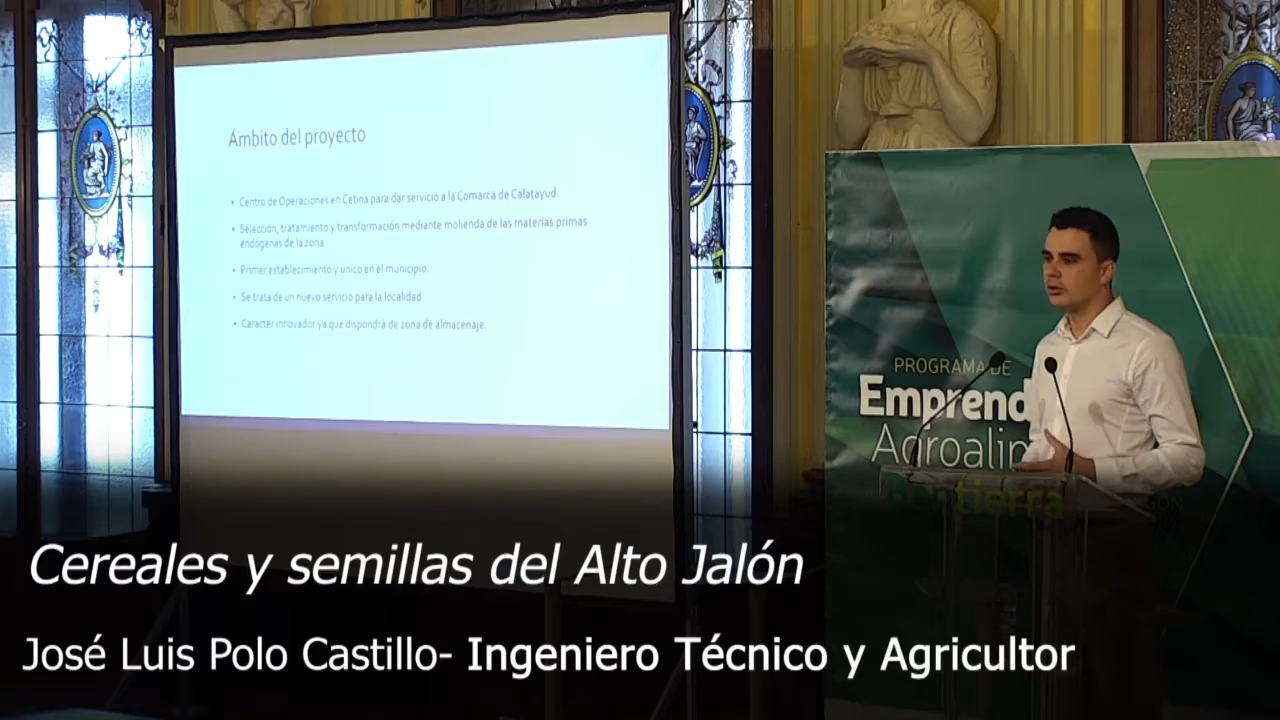 Ámbito del proyecto
• Centro de Operaciones en Cetina para dar servicio a la Comarca de Calatayud.
• Selección, tratamiento y transformación mediante molienda de las materias primas
endógenas de la zona.
• Primer establecimiento y unico en el municipio.
• Se trata de un nuevo servicio para la localidad
• Carácter innovador ya que dispondrá de zona de almacenaje.
PROGRAMA DE
Emprend
Agroalim
Gentierra
Cereales y semillas del Alto Jalón
José Luis Polo Castillo- Ingeniero Técnico y Agricultor